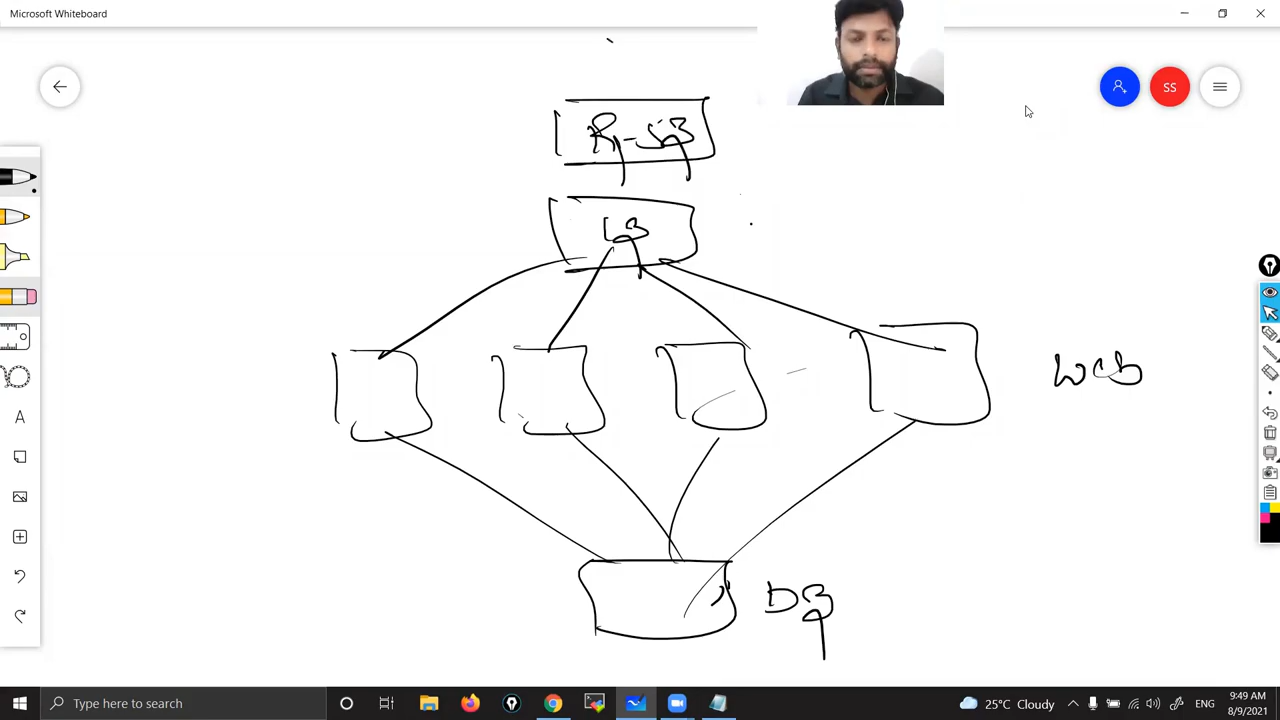 Microsoft Whiteboard
SS
LB
Web
DB
A
Type here to search
25°C Cloudy
ENG
9:49 AM
8/9/2021